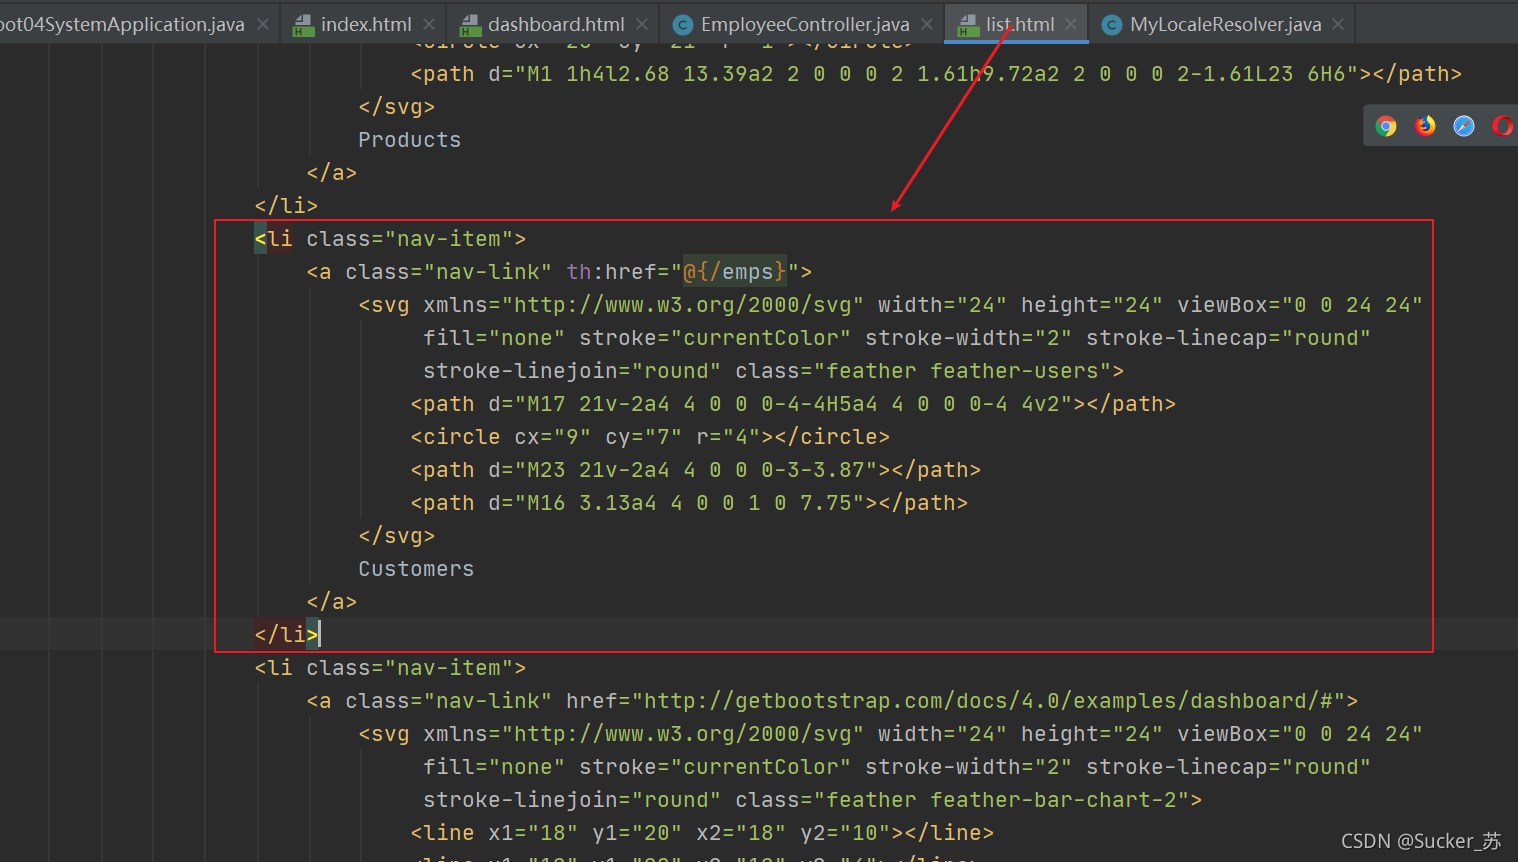 oot04SystemApplication.java index.html dashboard.html EmployeeController.java list.html MyLocaleResolver.java
<path d="M1 1h4l2.68 13.39a2 2 0 0 0 2 1.61h9.72a2 2 0 0 0 2-1.61L23 6H6"></path>
</svg>
Products
</a>
</li>
<li class="nav-item">
<a class="nav-link" th:href="@{/emps}">
<svg xmlns="http://www.w3.org/2000/svg" width="24" height="24" viewBox="0 0 24 24"
fill="none" stroke="currentColor" stroke-width="2" stroke-linecap="round"
stroke-linejoin="round" class="feather feather-users">
<path d="M17 21v-2a4 4 0 0 0-4-4H5a4 4 0 0 0-4 4v2"></path>
<circle cx="9" cy="7" r="4"></circle>
<path d="M23 21v-2a4 4 0 0 0-3-3.87"></path>
<path d="M16 3.13a4 4 0 0 1 0 7.75"></path>
</svg>
Customers
</a>
</li>
<li class="nav-item">
<a class="nav-link" href="http://getbootstrap.com/docs/4.0/examples/dashboard/#">
<svg xmlns="http://www.w3.org/2000/svg" width="24" height="24" viewBox="0 0 24 24"
fill="none" stroke="currentColor" stroke-width="2" stroke-linecap="round"
stroke-linejoin="round" class="feather feather-bar-chart-2">
<line x1="18" y1="20" x2="18" y2="10"></line>
CSDN @Sucker_苏